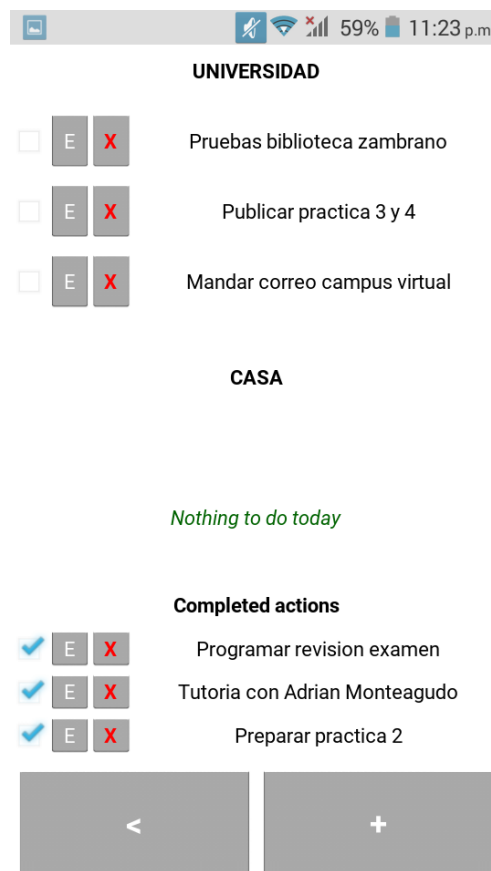 59% 11:23 p.m
UNIVERSIDAD
E X Pruebas biblioteca zambrano
E X Publicar practica 3 y 4
E X Mandar correo campus virtual
CASA
Nothing to do today
Completed actions
E X Programar revision examen
E X Tutoria con Adrian Monteagudo
E X Preparar practica 2
< +